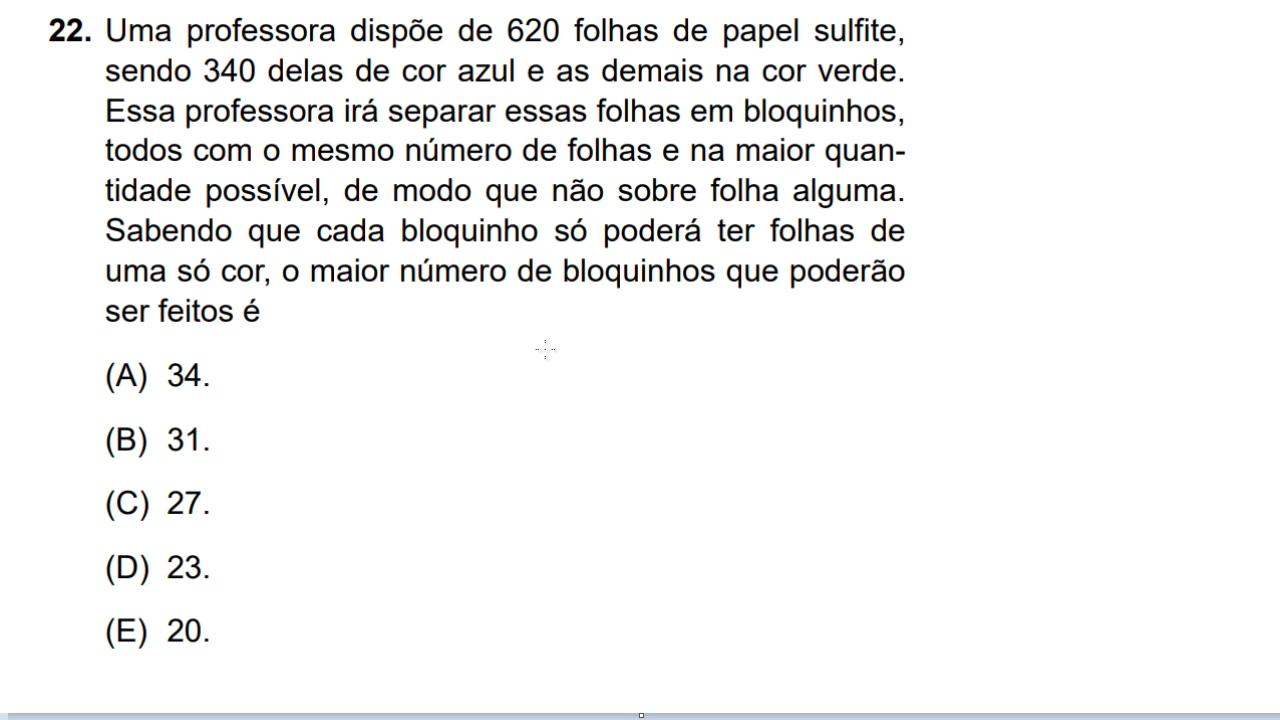 22. Uma professora dispõe de 620 folhas de papel sulfite,
sendo 340 delas de cor azul e as demais na cor verde.
Essa professora irá separar essas folhas em bloquinhos,
todos com o mesmo número de folhas e na maior quan-
tidade possível, de modo que não sobre folha alguma.
Sabendo que cada bloquinho só poderá ter folhas de
uma só cor, o maior número de bloquinhos que poderão
ser feitos é
(A) 34.
(B) 31.
(C) 27.
(D) 23.
(E) 20.